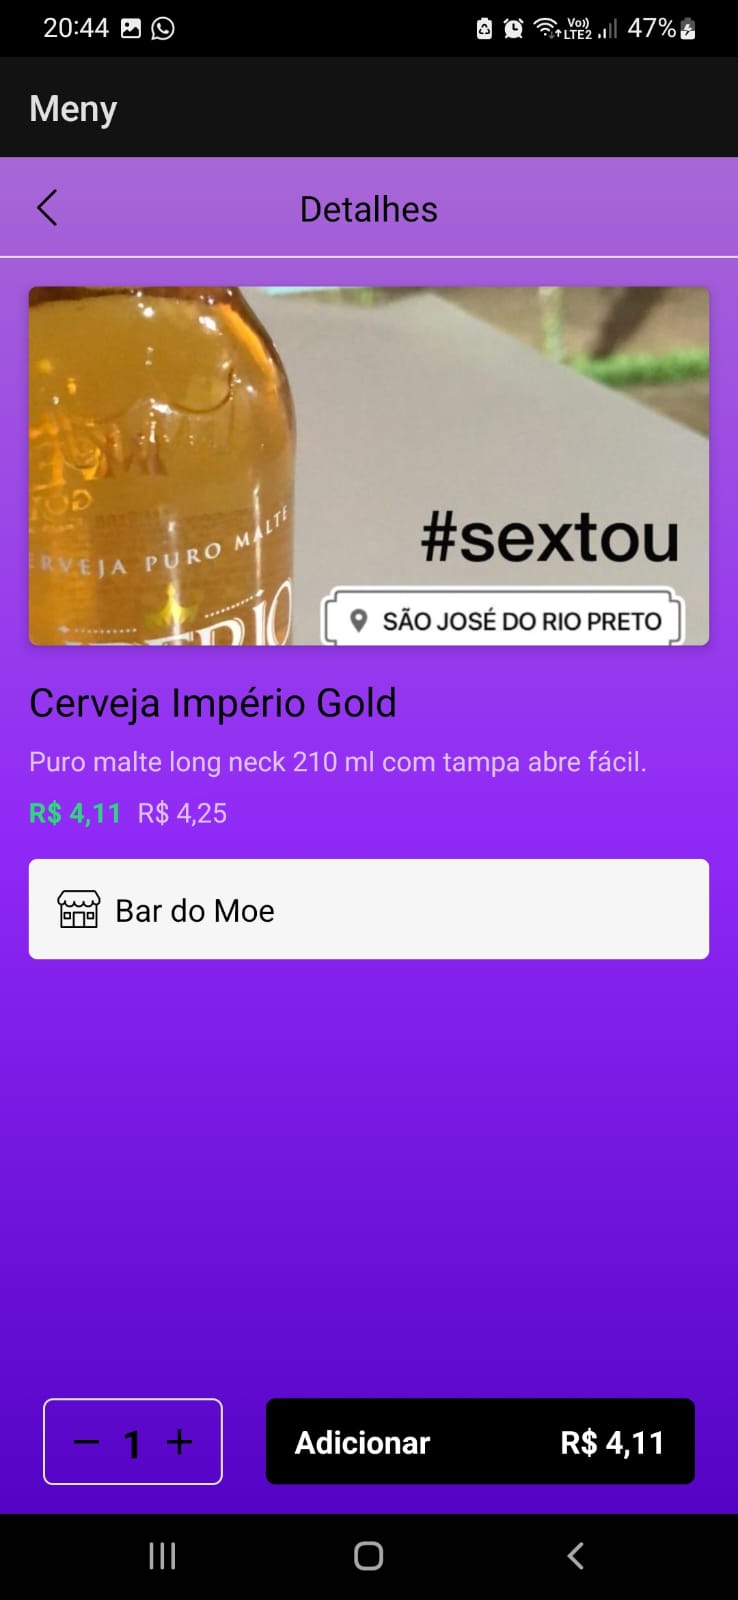 20:44 Vo)) LTE2 47%
Meny
Detalhes
ERVEJA PURO MALTE
#sextou
SÃO JOSÉ DO RIO PRETO
Cerveja Império Gold
Puro malte long neck 210 ml com tampa abre fácil.
R$ 4,11 R$ 4,25
Bar do Moe
1
Adicionar R$ 4,11